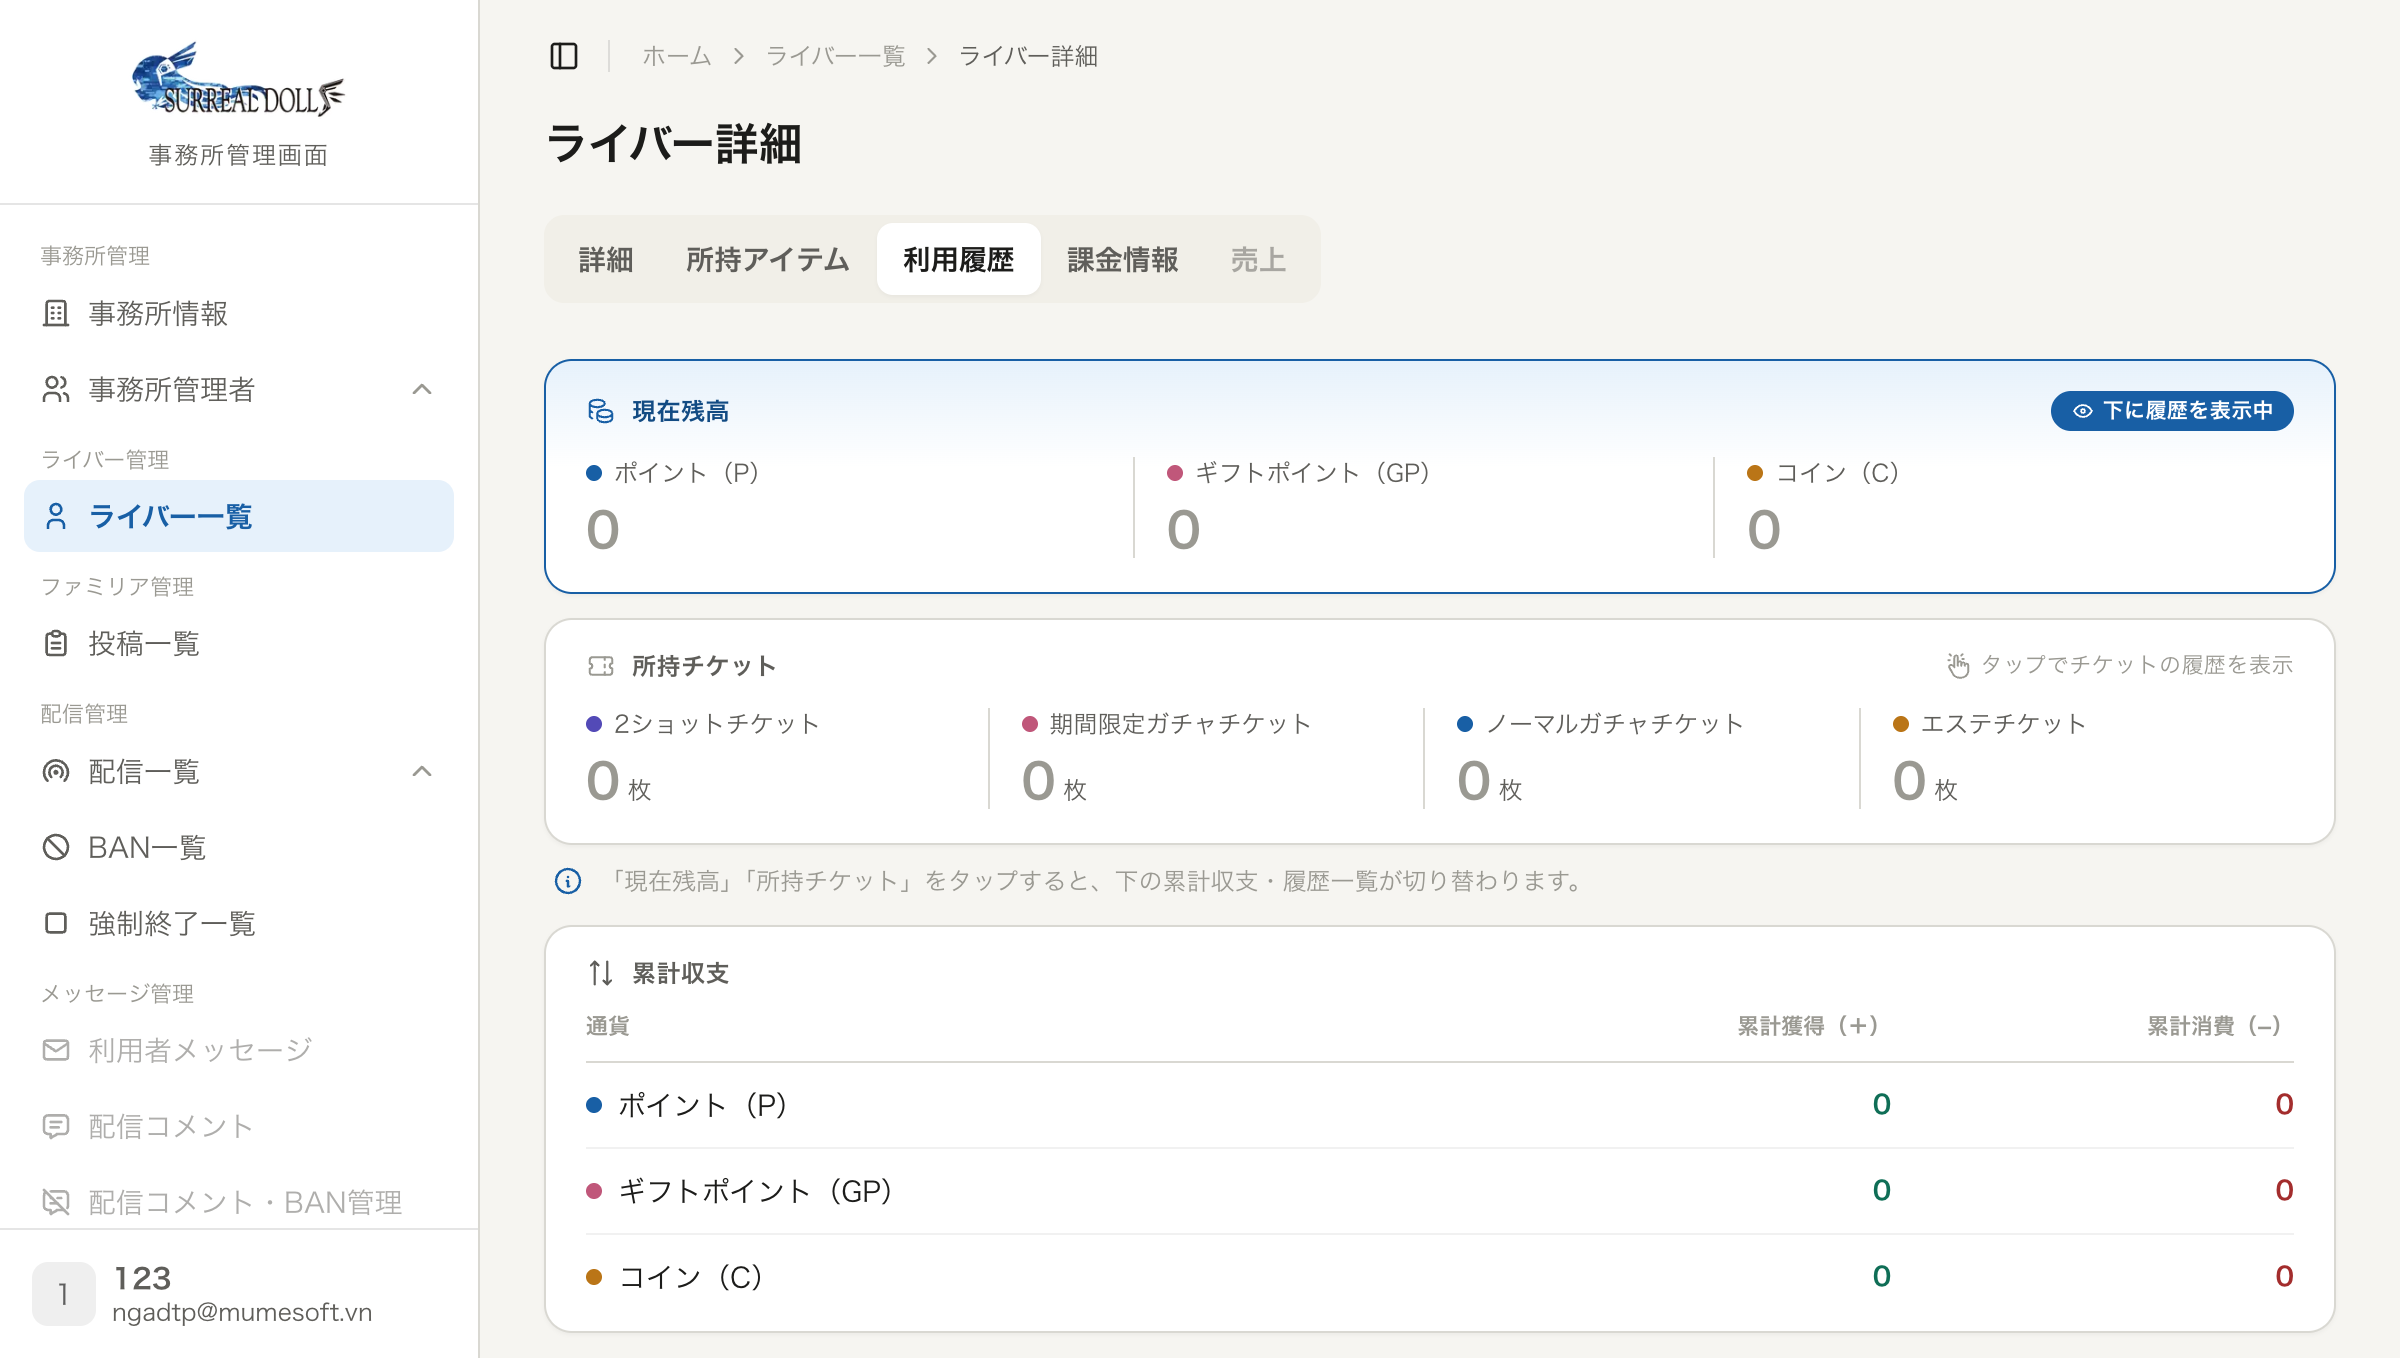 SURREAL DOLL
事務所管理画面
事務所管理
事務所情報
事務所管理者
ライバー管理
ライバー一覧
ファミリア管理
投稿一覧
配信管理
配信一覧
BAN一覧
強制終了一覧
メッセージ管理
利用者メッセージ
配信コメント
配信コメント・BAN管理
1
123
ngadtp@mumesoft.vn
ホーム > ライバー一覧 > ライバー詳細
ライバー詳細
詳細 所持アイテム 利用履歴 課金情報 売上
現在残高 下に履歴を表示中
ポイント（P） ギフトポイント（GP） コイン（C）
0 0 0
所持チケット タップでチケットの履歴を表示
2ショットチケット 期間限定ガチャチケット ノーマルガチャチケット エステチケット
0 枚 0 枚 0 枚 0 枚
「現在残高」「所持チケット」をタップすると、下の累計収支・履歴一覧が切り替わります。
累計収支
通貨 累計獲得（＋） 累計消費（−）
ポイント（P） 0 0
ギフトポイント（GP） 0 0
コイン（C） 0 0